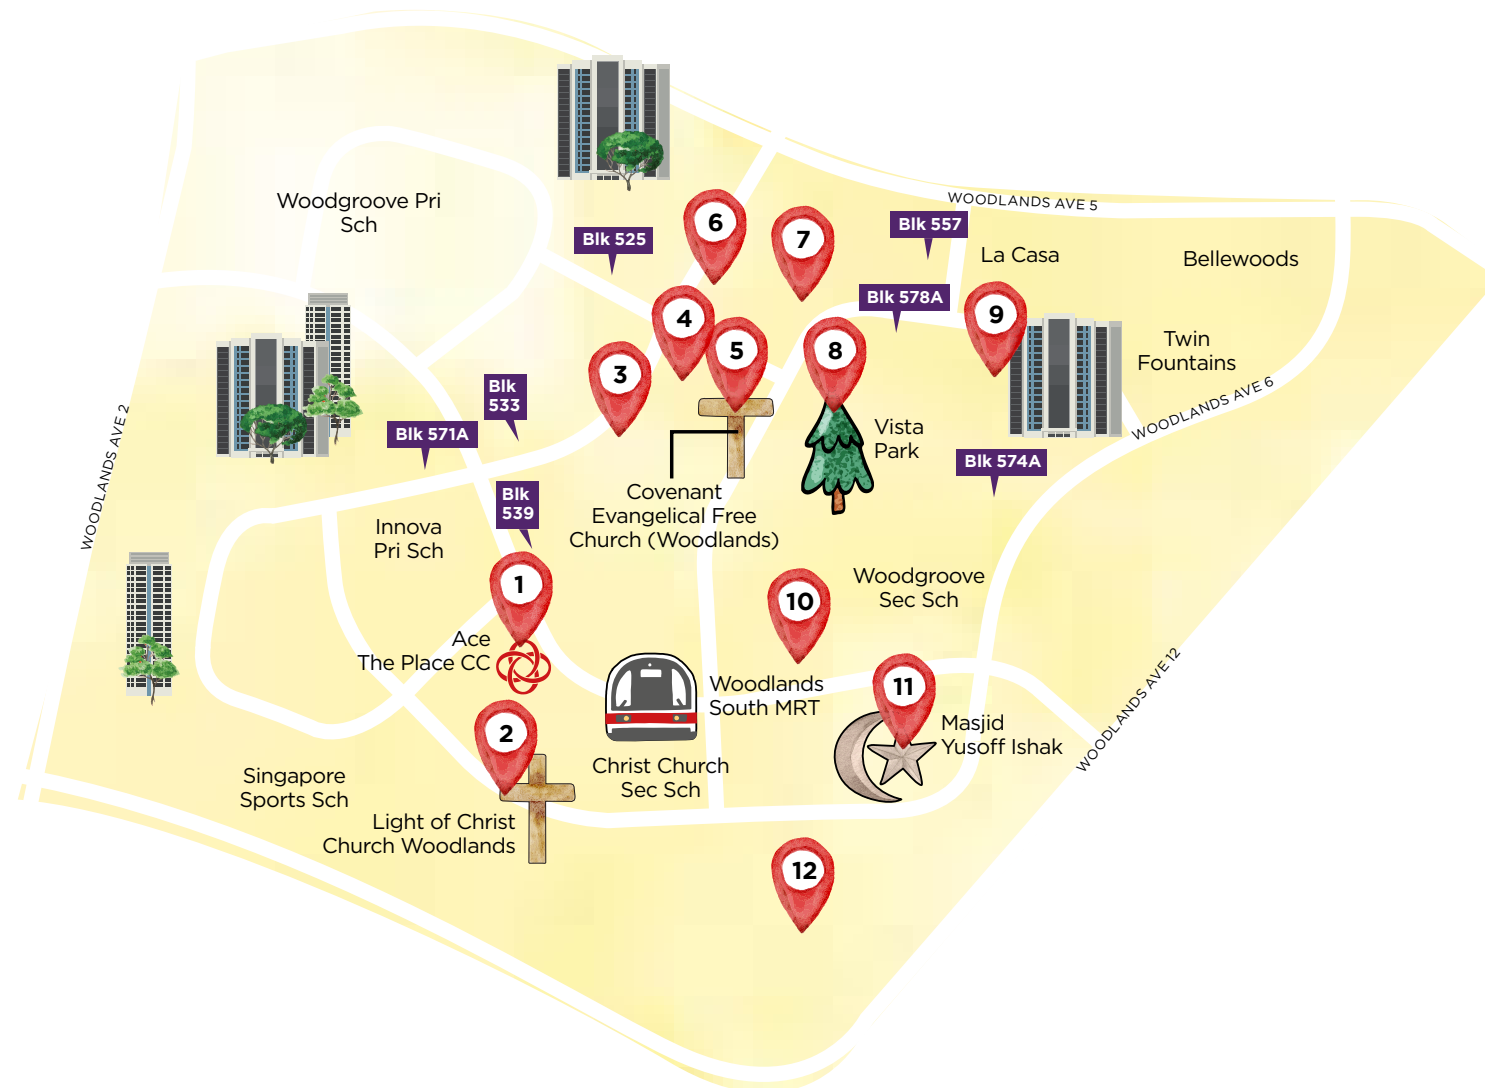 WOODLANDS AVE 5
Woodgroove Pri
Sch
6
7
Blk 525
Blk 557
La Casa
Bellewoods
Blk 578A
4
9
5
8
Twin
Fountains
3
Blk
533
WOODLANDS AVE 6
WOODLANDS AVE 2
Blk 571A
Vista
Park
Blk 574A
Blk
539
Covenant
Evangelical Free
Church (Woodlands)
Innova
Pri Sch
1
10
Woodgroove
Sec Sch
Ace
The Place CC
Woodlands
South MRT
11
Masjid
Yusoff Ishak
WOODLANDS AVE 12
2
Christ Church
Sec Sch
Singapore
Sports Sch
Light of Christ
Church Woodlands
12